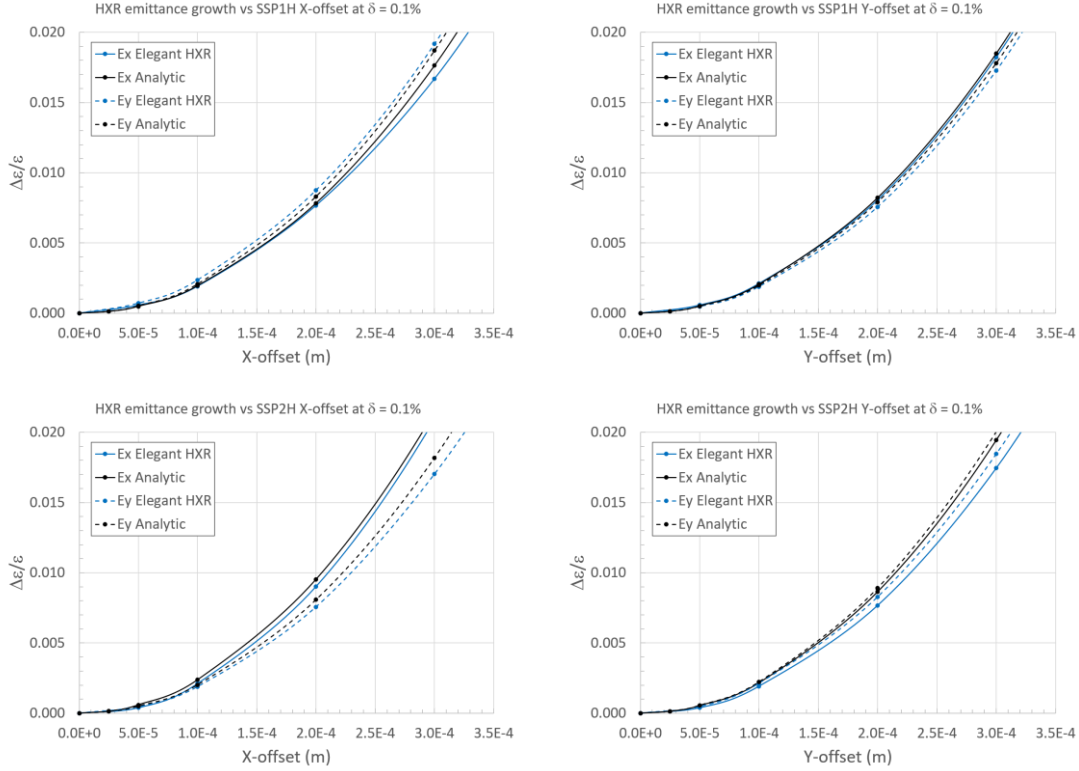 HXR emittance growth vs SSP1H X-offset at δ = 0.1%
0.020
0.015
0.010
0.005
0.000
Δε/ε
Ex Elegant HXR
Ex Analytic
Ey Elegant HXR
Ey Analytic
0.0E+0 5.0E-5 1.0E-4 1.5E-4 2.0E-4 2.5E-4 3.0E-4 3.5E-4
X-offset (m)
HXR emittance growth vs SSP1H Y-offset at δ = 0.1%
0.020
0.015
0.010
0.005
0.000
Δε/ε
Ex Elegant HXR
Ex Analytic
Ey Elegant HXR
Ey Analytic
0.0E+0 5.0E-5 1.0E-4 1.5E-4 2.0E-4 2.5E-4 3.0E-4 3.5E-4
Y-offset (m)
HXR emittance growth vs SSP2H X-offset at δ = 0.1%
0.020
0.015
0.010
0.005
0.000
Δε/ε
Ex Elegant HXR
Ex Analytic
Ey Elegant HXR
Ey Analytic
0.0E+0 5.0E-5 1.0E-4 1.5E-4 2.0E-4 2.5E-4 3.0E-4 3.5E-4
X-offset (m)
HXR emittance growth vs SSP2H Y-offset at δ = 0.1%
0.020
0.015
0.010
0.005
0.000
Δε/ε
Ex Elegant HXR
Ex Analytic
Ey Elegant HXR
Ey Analytic
0.0E+0 5.0E-5 1.0E-4 1.5E-4 2.0E-4 2.5E-4 3.0E-4 3.5E-4
Y-offset (m)